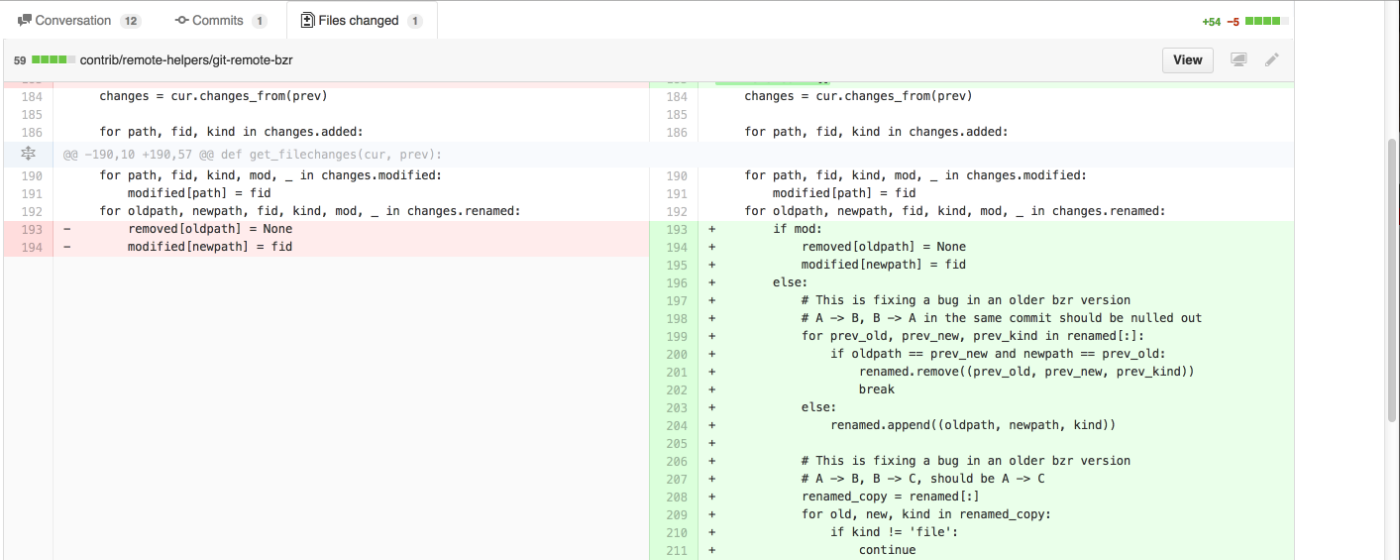 Conversation 12 Commits 1 Files changed 1 +54 −5
59 contrib/remote-helpers/git-remote-bzr View
184 changes = cur.changes_from(prev) 184 changes = cur.changes_from(prev)
185 185
186 for path, fid, kind in changes.added: 186 for path, fid, kind in changes.added:
@@ -190,10 +190,57 @@ def get_filechanges(cur, prev):
190 for path, fid, kind, mod, _ in changes.modified: 190 for path, fid, kind, mod, _ in changes.modified:
191 modified[path] = fid 191 modified[path] = fid
192 for oldpath, newpath, fid, kind, mod, _ in changes.renamed: 192 for oldpath, newpath, fid, kind, mod, _ in changes.renamed:
193 - removed[oldpath] = None 193 + if mod:
194 - modified[newpath] = fid 194 + removed[oldpath] = None
195 + modified[newpath] = fid
196 + else:
197 + # This is fixing a bug in an older bzr version
198 + # A -> B, B -> A in the same commit should be nulled out
199 + for prev_old, prev_new, prev_kind in renamed[:]:
200 + if oldpath == prev_new and newpath == prev_old:
201 + renamed.remove((prev_old, prev_new, prev_kind))
202 + break
203 + else:
204 + renamed.append((oldpath, newpath, kind))
205 +
206 + # This is fixing a bug in an older bzr version
207 + # A -> B, B -> C, should be A -> C
208 + renamed_copy = renamed[:]
209 + for old, new, kind in renamed_copy:
210 + if kind != 'file':
211 + continue